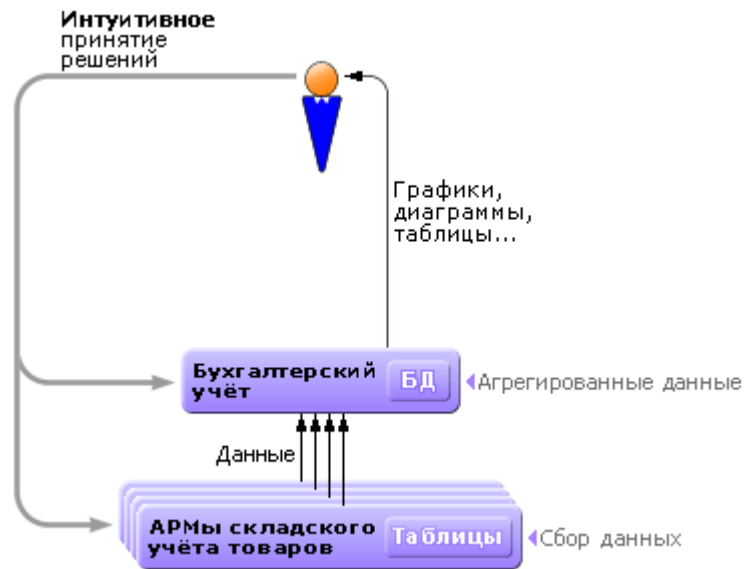 Интуитивное
принятие
решений
Графики,
диаграммы,
таблицы...
Бухгалтерский
учёт
БД
Агрегированные данные
Данные
АРМы складского
учёта товаров
Таблицы
Сбор данных